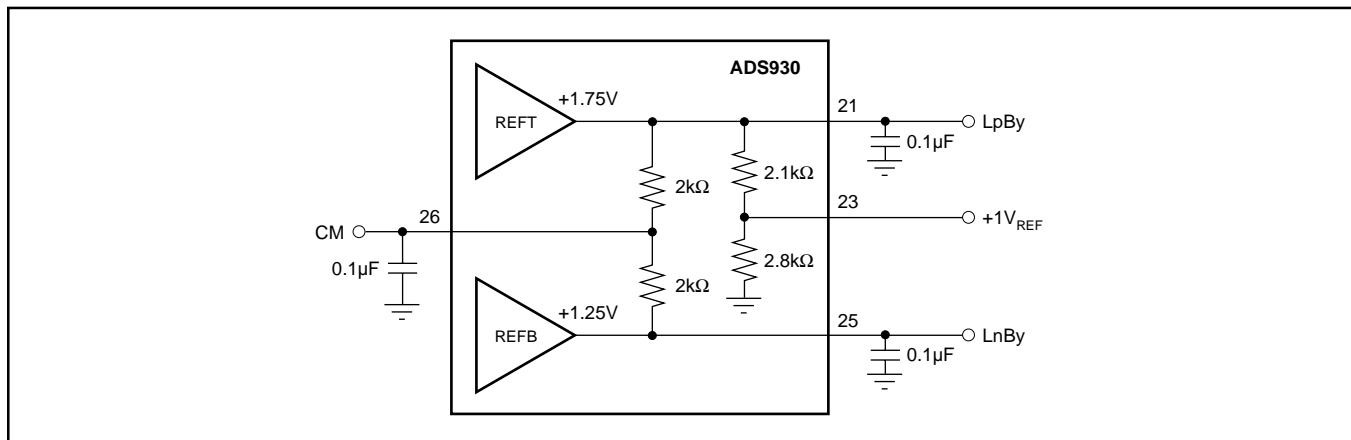 ADS930
+1.75V
REFT
21
LpBy
0.1µF
2.1kΩ
2kΩ
26
23
CM
+1V_REF
0.1µF
2.8kΩ
2kΩ
+1.25V
25
REFB
LnBy
0.1µF